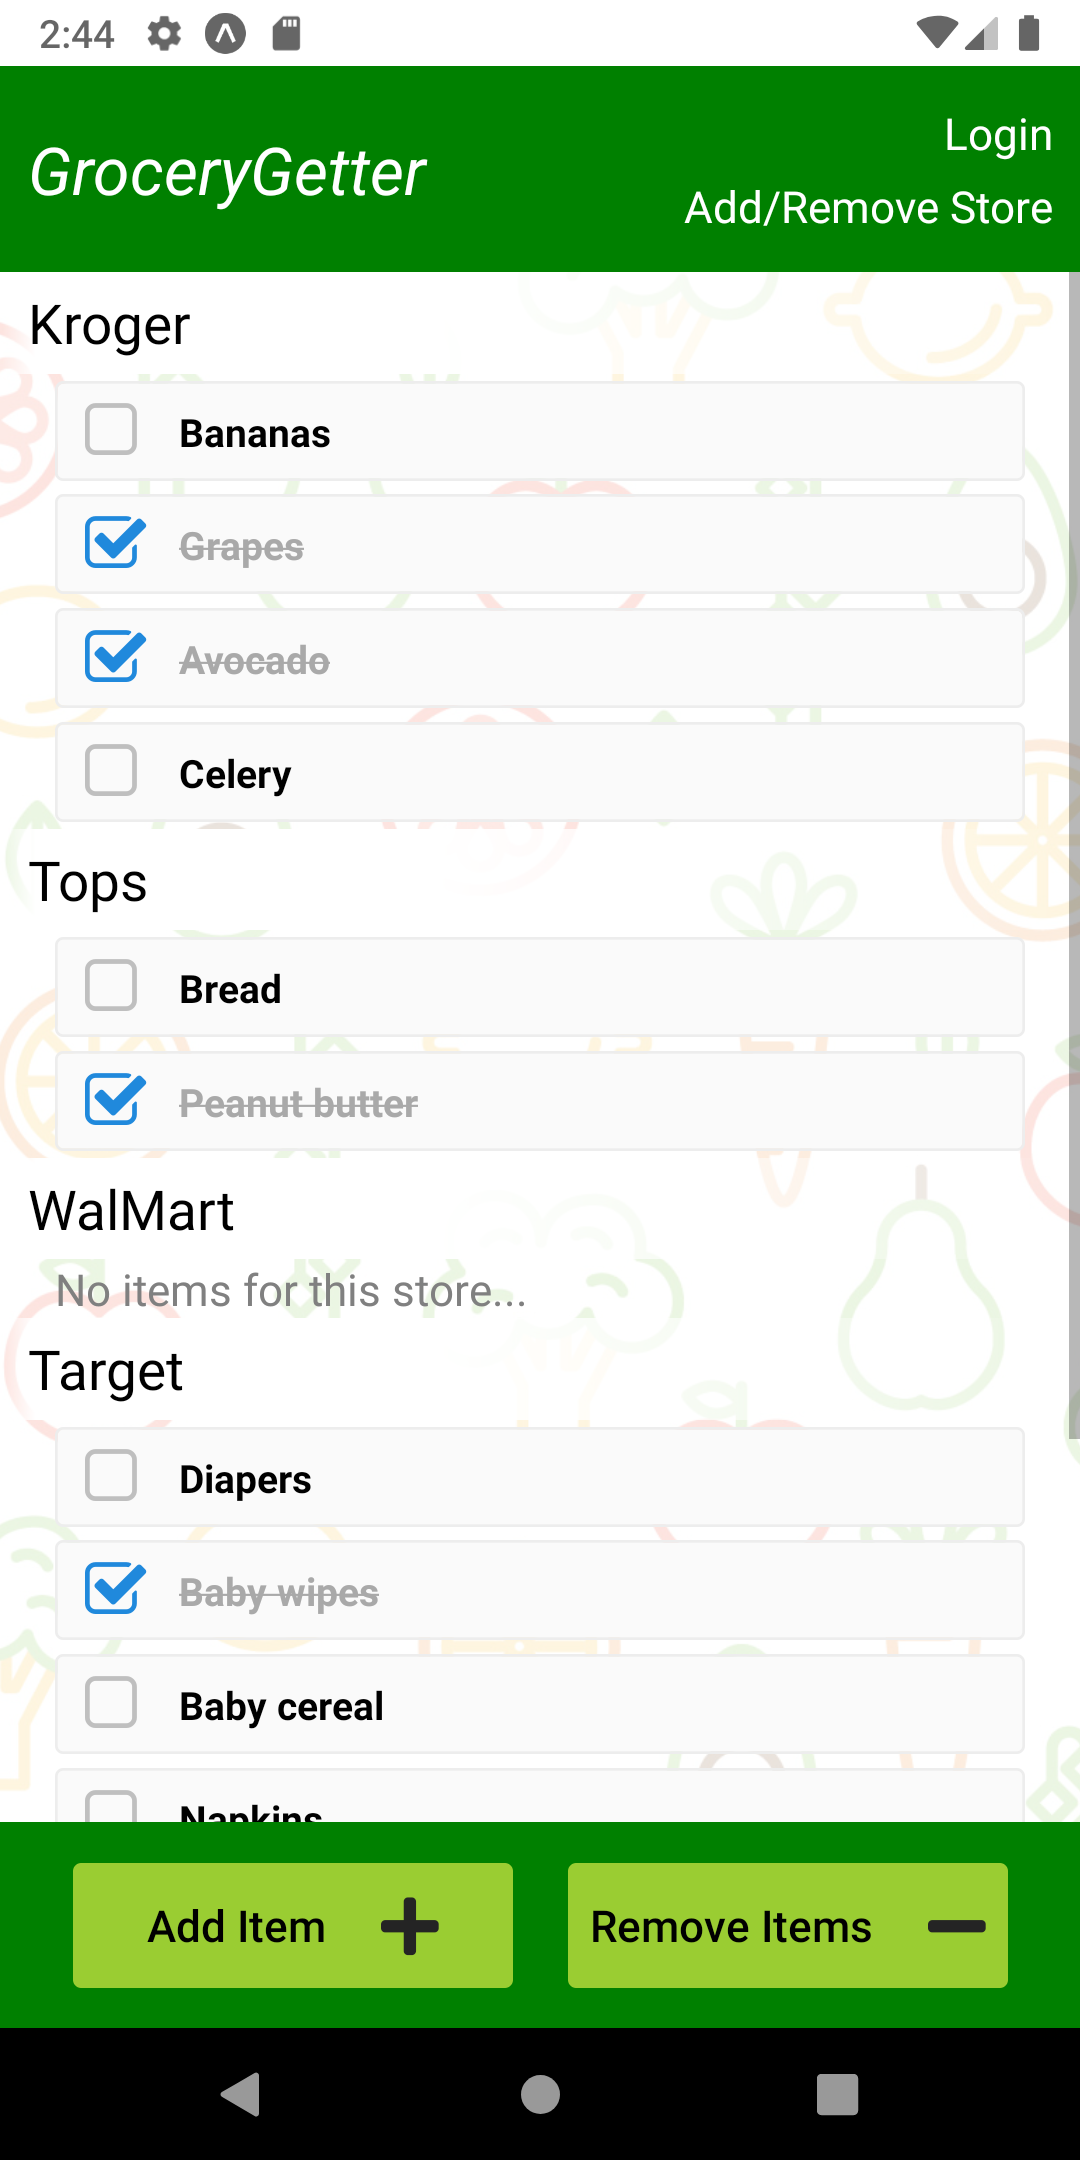 2:44
Login
GroceryGetter
Add/Remove Store
Kroger
Bananas
Grapes
Avocado
Celery
Tops
Bread
Peanut butter
WalMart
No items for this store...
Target
Diapers
Baby wipes
Baby cereal
Napkins
Add Item
Remove Items